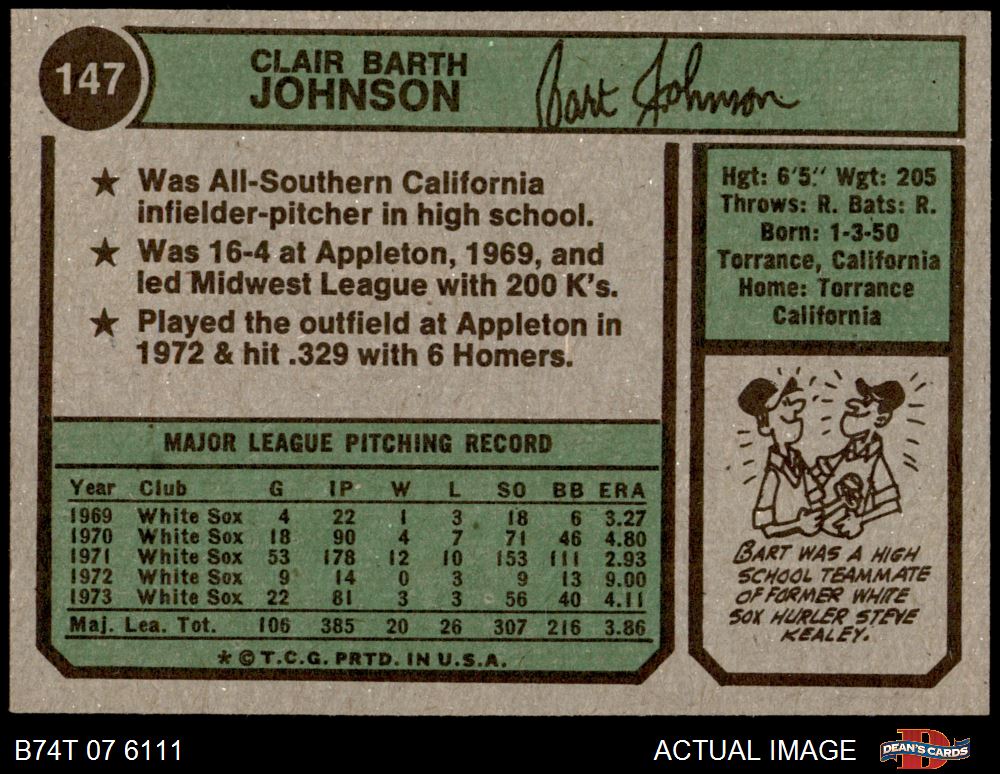 147
CLAIR BARTH
JOHNSON
Bart Johnson
★ Was All-Southern California
infielder-pitcher in high school.
★ Was 16-4 at Appleton, 1969, and
led Midwest League with 200 K's.
★ Played the outfield at Appleton in
1972 & hit .329 with 6 Homers.
Hgt: 6'5" Wgt: 205
Throws: R. Bats: R.
Born: 1-3-50
Torrance, California
Home: Torrance
California
MAJOR LEAGUE PITCHING RECORD
Year Club G IP W L SO BB ERA
1969 White Sox 4 22 1 3 18 6 3.27
1970 White Sox 18 90 4 7 71 46 4.80
1971 White Sox 53 178 12 10 153 111 2.93
1972 White Sox 9 14 0 3 9 13 9.00
1973 White Sox 22 81 3 3 56 40 4.11
Maj. Lea. Tot. 106 385 20 26 307 216 3.86
* © T.C.G. PRTD. IN U.S.A.
BART WAS A HIGH
SCHOOL TEAMMATE
OF FORMER WHITE
SOX HURLER STEVE
KEALEY.
B74T 07 6111
ACTUAL IMAGE
DEAN'S CARDS